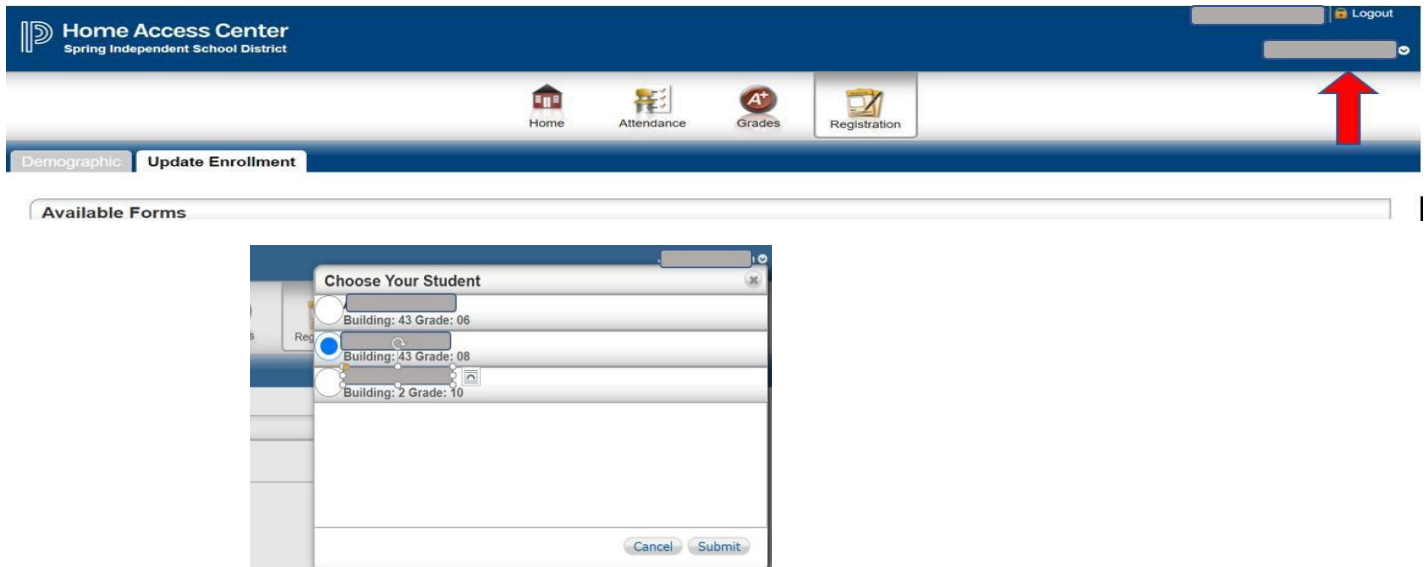 Logout
Home Access Center
Spring Independent School District
Home Attendance Grades Registration
Demographic Update Enrollment
Available Forms
Choose Your Student
Building: 43 Grade: 06
Building: 43 Grade: 08
Building: 2 Grade: 10
Cancel Submit